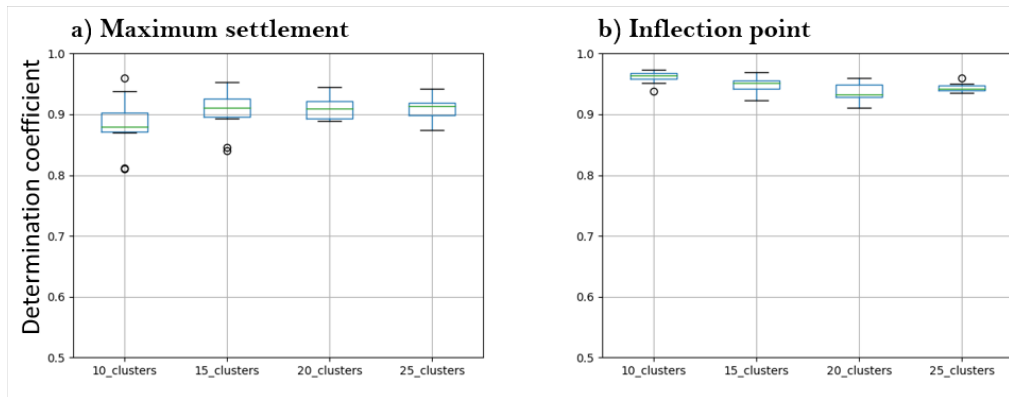 a) Maximum settlement
Determination coefficient
1.0
0.9
0.8
0.7
0.6
0.5
10_clusters 15_clusters 20_clusters 25_clusters
b) Inflection point
1.0
0.9
0.8
0.7
0.6
0.5
10_clusters 15_clusters 20_clusters 25_clusters